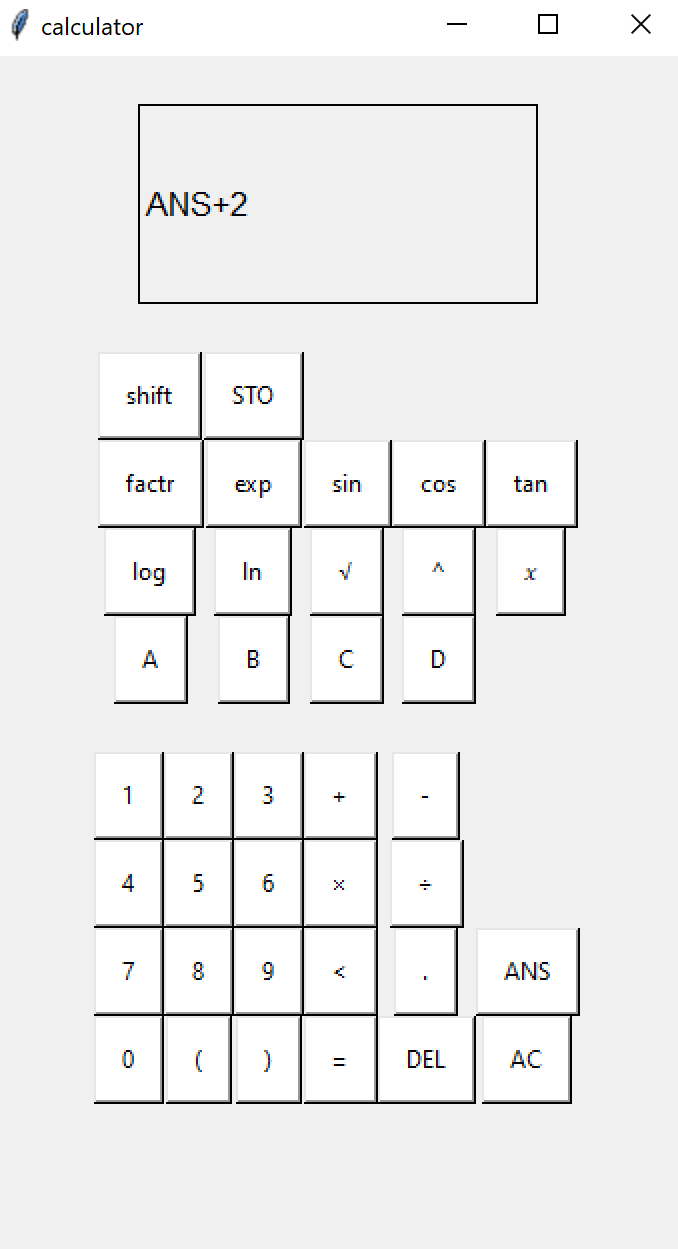 calculator
ANS+2
shift STO
factr exp sin cos tan
log ln √ ^ x
A B C D
1 2 3 + -
4 5 6 × ÷
7 8 9 < . ANS
0 ( ) = DEL AC